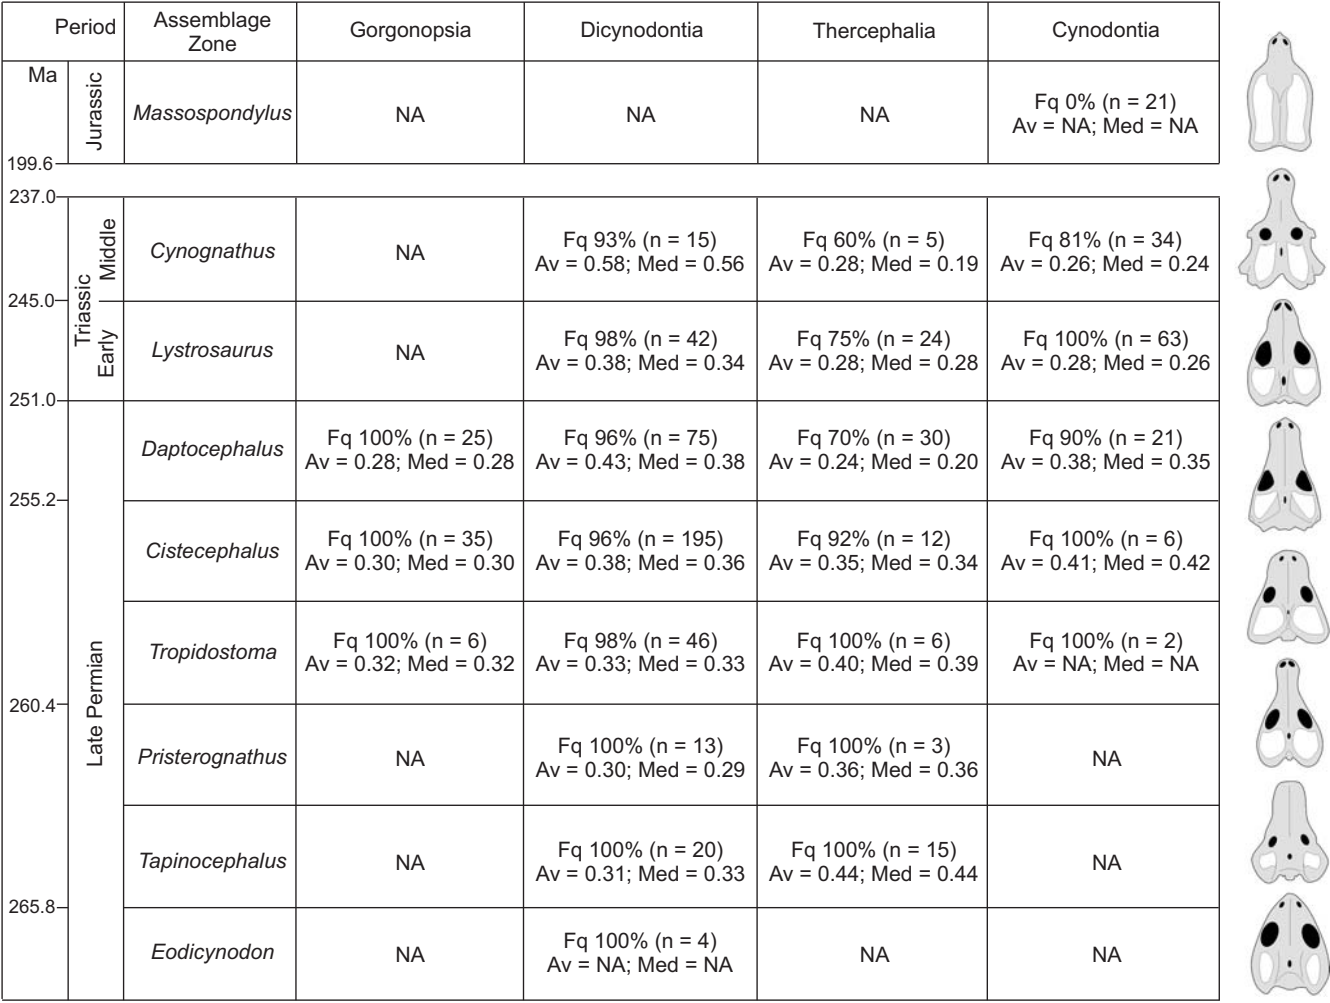 Period
Assemblage
Zone
Gorgonopsia
Dicynodontia
Thercephalia
Cynodontia
Ma
Jurassic
Massospondylus
NA
NA
NA
Fq 0% (n = 21)
Av = NA; Med = NA
199.6
237.0
Triassic
Middle
Cynognathus
NA
Fq 93% (n = 15)
Av = 0.58; Med = 0.56
Fq 60% (n = 5)
Av = 0.28; Med = 0.19
Fq 81% (n = 34)
Av = 0.26; Med = 0.24
245.0
Early
Lystrosaurus
NA
Fq 98% (n = 42)
Av = 0.38; Med = 0.34
Fq 75% (n = 24)
Av = 0.28; Med = 0.28
Fq 100% (n = 63)
Av = 0.28; Med = 0.26
251.0
Late Permian
Daptocephalus
Fq 100% (n = 25)
Av = 0.28; Med = 0.28
Fq 96% (n = 75)
Av = 0.43; Med = 0.38
Fq 70% (n = 30)
Av = 0.24; Med = 0.20
Fq 90% (n = 21)
Av = 0.38; Med = 0.35
255.2
Cistecephalus
Fq 100% (n = 35)
Av = 0.30; Med = 0.30
Fq 96% (n = 195)
Av = 0.38; Med = 0.36
Fq 92% (n = 12)
Av = 0.35; Med = 0.34
Fq 100% (n = 6)
Av = 0.41; Med = 0.42
Tropidostoma
Fq 100% (n = 6)
Av = 0.32; Med = 0.32
Fq 98% (n = 46)
Av = 0.33; Med = 0.33
Fq 100% (n = 6)
Av = 0.40; Med = 0.39
Fq 100% (n = 2)
Av = NA; Med = NA
260.4
Pristerognathus
NA
Fq 100% (n = 13)
Av = 0.30; Med = 0.29
Fq 100% (n = 3)
Av = 0.36; Med = 0.36
NA
Tapinocephalus
NA
Fq 100% (n = 20)
Av = 0.31; Med = 0.33
Fq 100% (n = 15)
Av = 0.44; Med = 0.44
NA
265.8
Eodicynodon
NA
Fq 100% (n = 4)
Av = NA; Med = NA
NA
NA